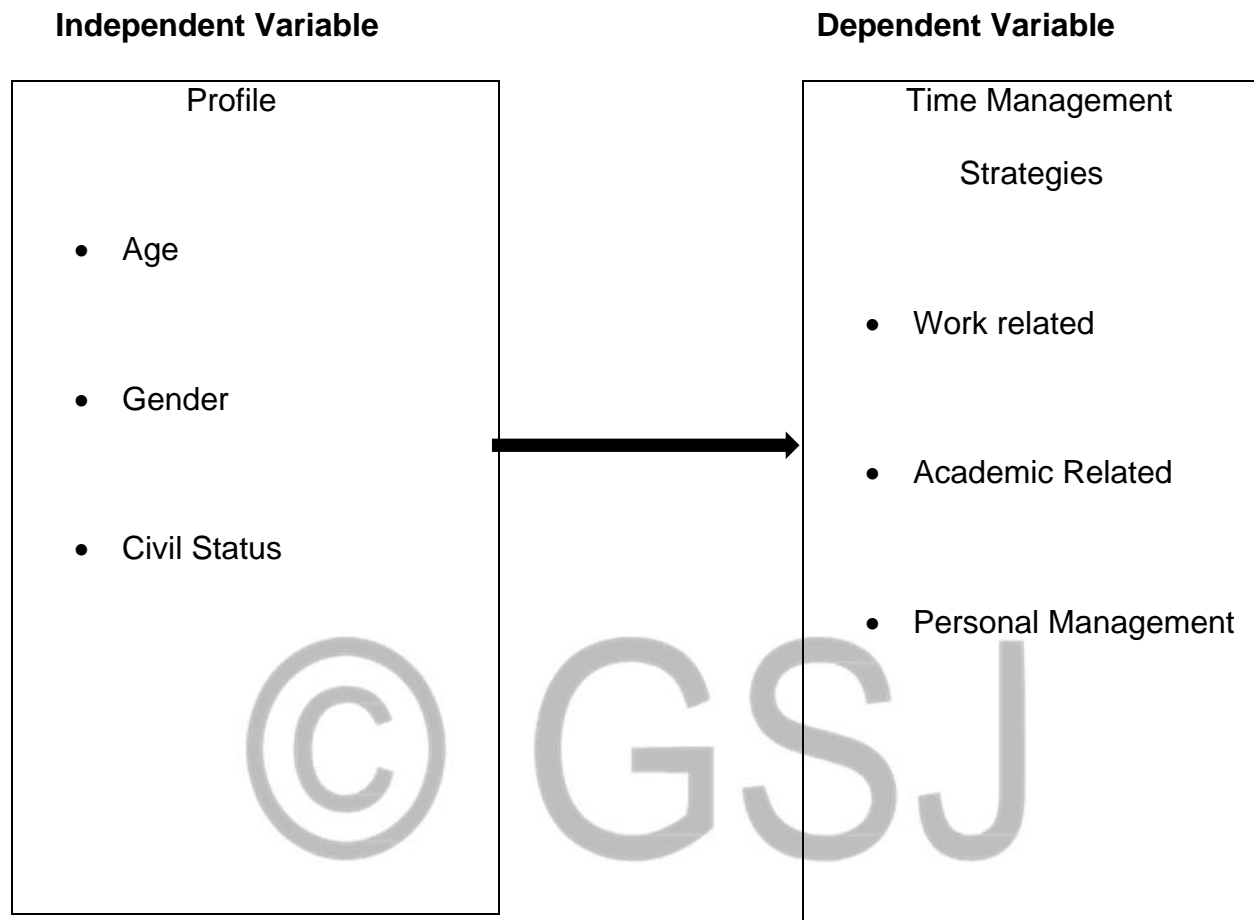 Independent Variable
Profile
• Age
• Gender
• Civil Status
Dependent Variable
Time Management
Strategies
• Work related
• Academic Related
• Personal Management
© GSJ